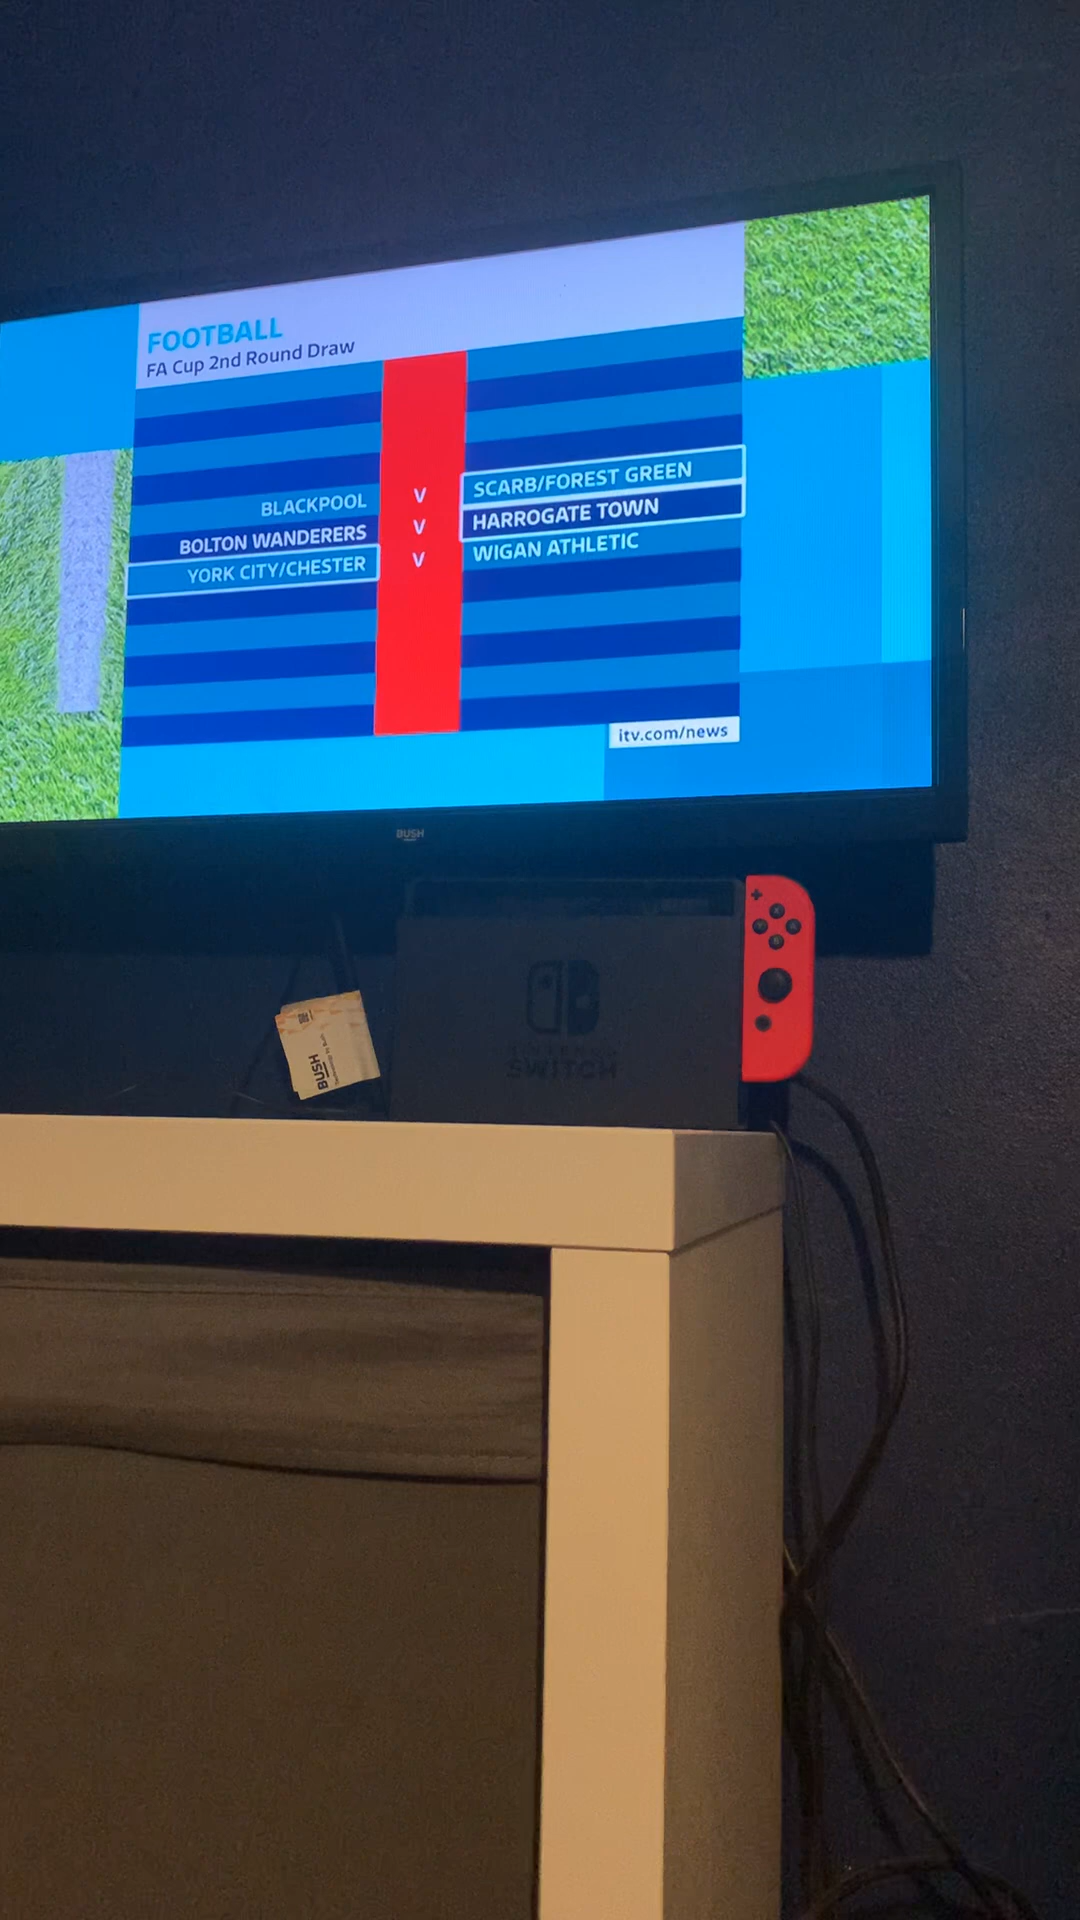 FOOTBALL
FA Cup 2nd Round Draw
BLACKPOOL V SCARB/FOREST GREEN
BOLTON WANDERERS V HARROGATE TOWN
YORK CITY/CHESTER V WIGAN ATHLETIC
itv.com/news
BUSH
X
Y A
B
BUSH
NINTENDO
SWITCH